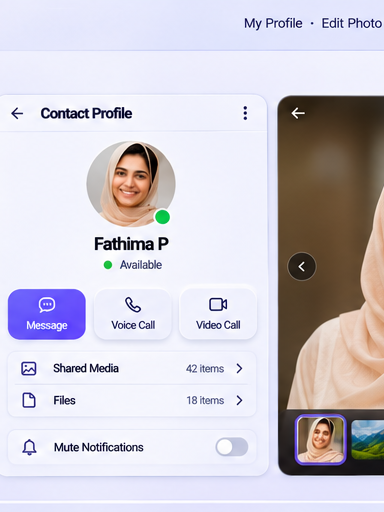 My Profile · Edit Photo
Contact Profile
Fathima P
Available
Message
Voice Call
Video Call
Shared Media 42 items
Files 18 items
Mute Notifications